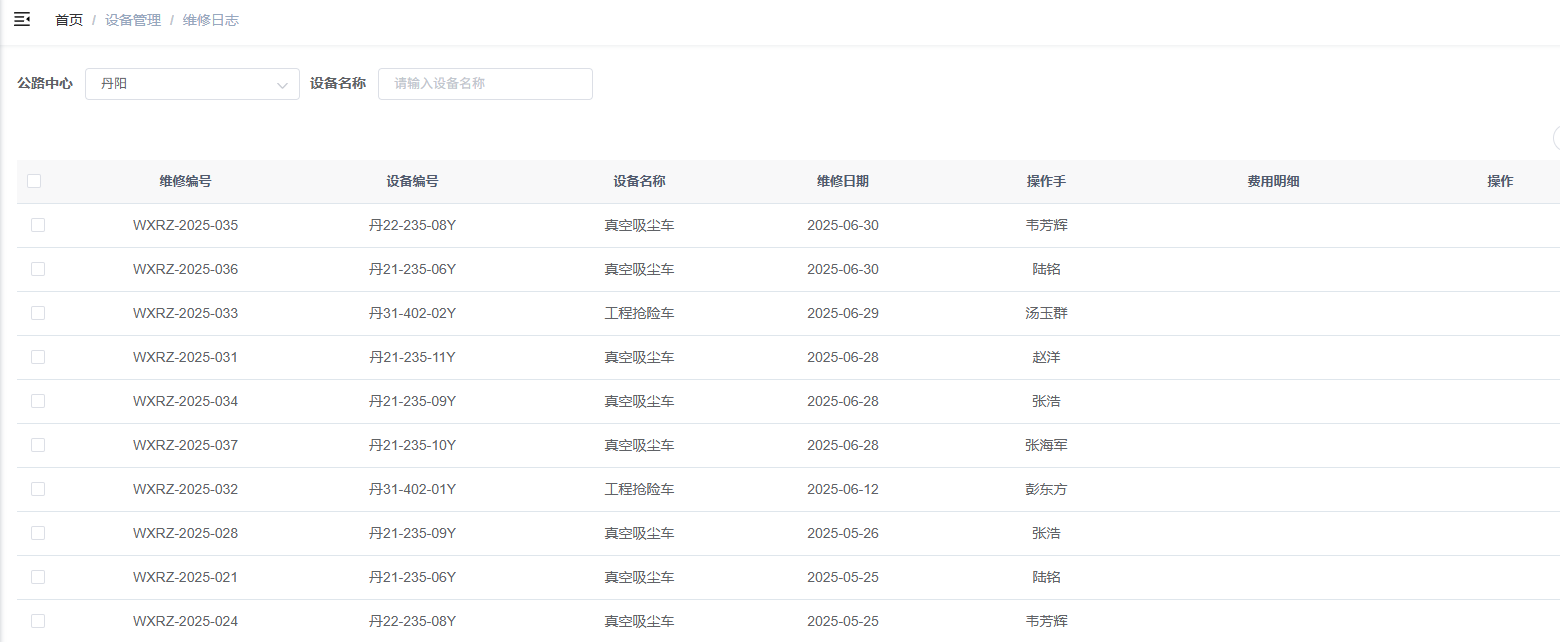 首页 / 设备管理 / 维修日志
公路中心 丹阳 设备名称 请输入设备名称
维修编号 设备编号 设备名称 维修日期 操作手 费用明细 操作
WXRZ-2025-035 丹22-235-08Y 真空吸尘车 2025-06-30 韦芳辉
WXRZ-2025-036 丹21-235-06Y 真空吸尘车 2025-06-30 陆铭
WXRZ-2025-033 丹31-402-02Y 工程抢险车 2025-06-29 汤玉群
WXRZ-2025-031 丹21-235-11Y 真空吸尘车 2025-06-28 赵洋
WXRZ-2025-034 丹21-235-09Y 真空吸尘车 2025-06-28 张浩
WXRZ-2025-037 丹21-235-10Y 真空吸尘车 2025-06-28 张海军
WXRZ-2025-032 丹31-402-01Y 工程抢险车 2025-06-12 彭东方
WXRZ-2025-028 丹21-235-09Y 真空吸尘车 2025-05-26 张浩
WXRZ-2025-021 丹21-235-06Y 真空吸尘车 2025-05-25 陆铭
WXRZ-2025-024 丹22-235-08Y 真空吸尘车 2025-05-25 韦芳辉